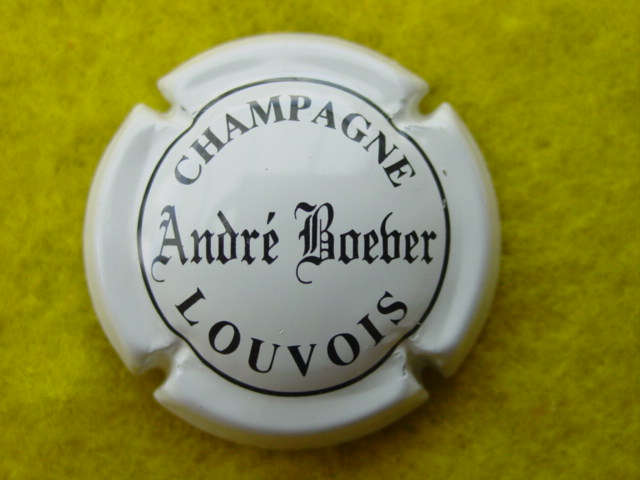 CHAMPAGNE
André Boever
LOUVOIS